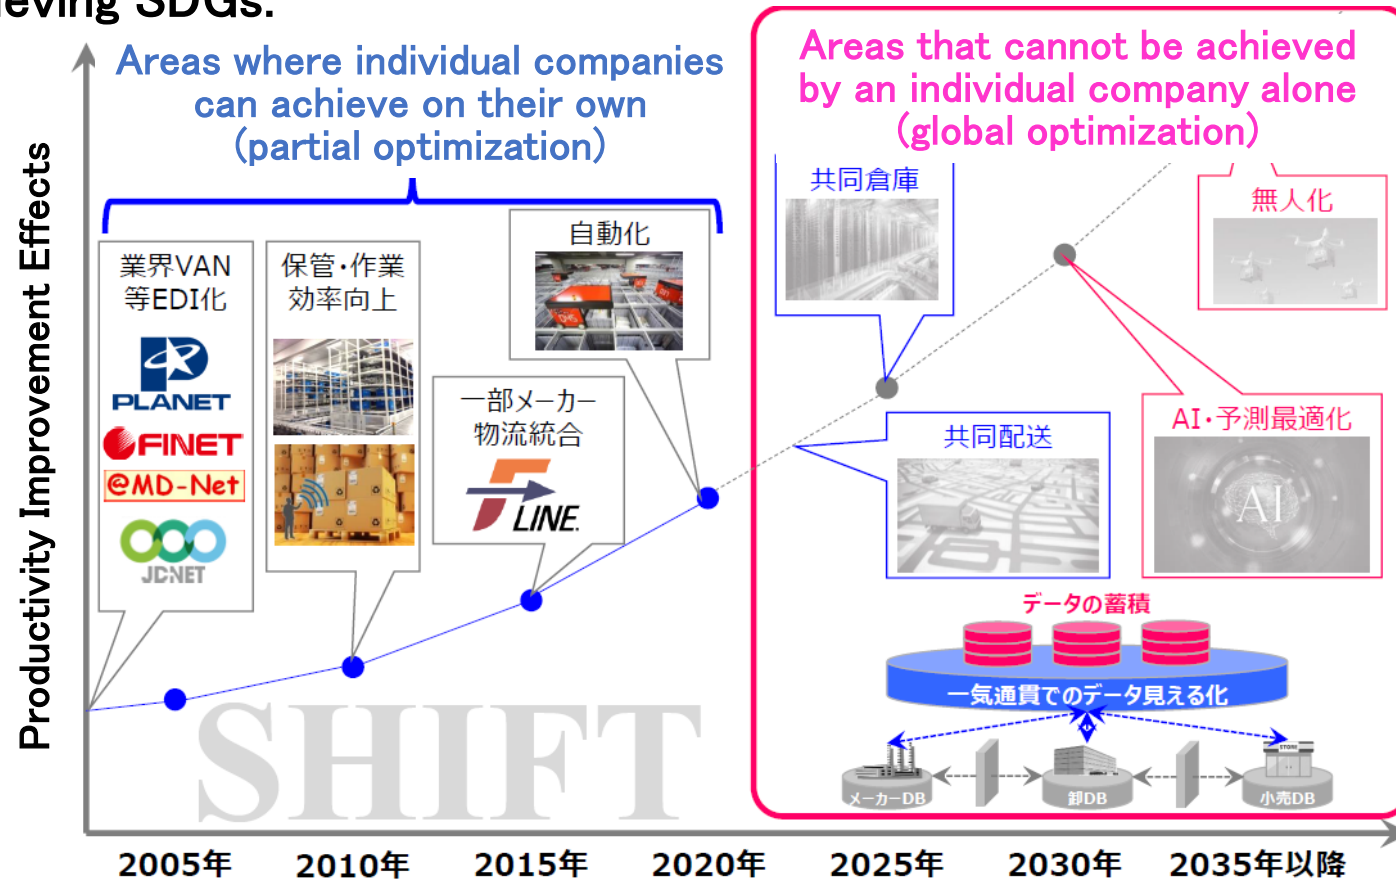 ieving SDGs.
Areas where individual companies
can achieve on their own
(partial optimization)
Areas that cannot be achieved
by an individual company alone
(global optimization)
Productivity Improvement Effects
業界VAN
等EDI化
PLANET
FINET
@MD-Net
JD-NET
保管・作業
効率向上
一部メーカー
物流統合
F LINE.
自動化
共同倉庫
無人化
共同配送
AI・予測最適化
AI
データの蓄積
一気通貫でのデータ見える化
STORE
メーカーDB
卸DB
小売DB
SHIFT
2005年
2010年
2015年
2020年
2025年
2030年
2035年以降